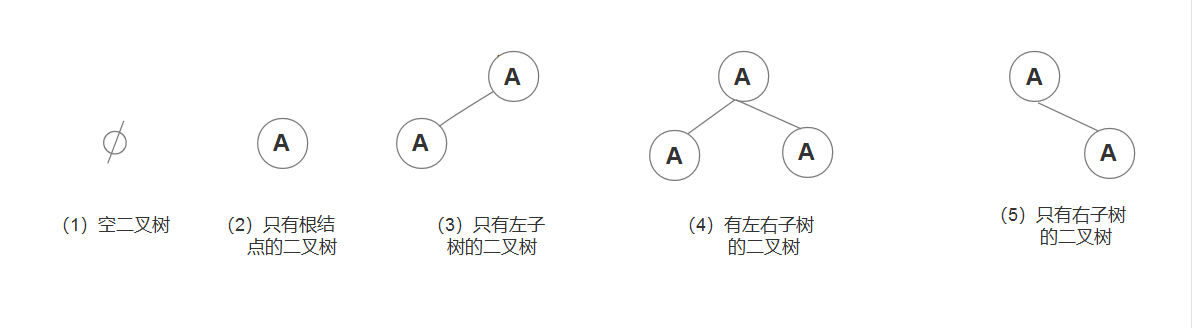 A
A
A
A
A
A
A
A
（1）空二叉树
（2）只有根结
点的二叉树
（3）只有左子
树的二叉树
（4）有左右子树
的二叉树
（5）只有右子树
的二叉树